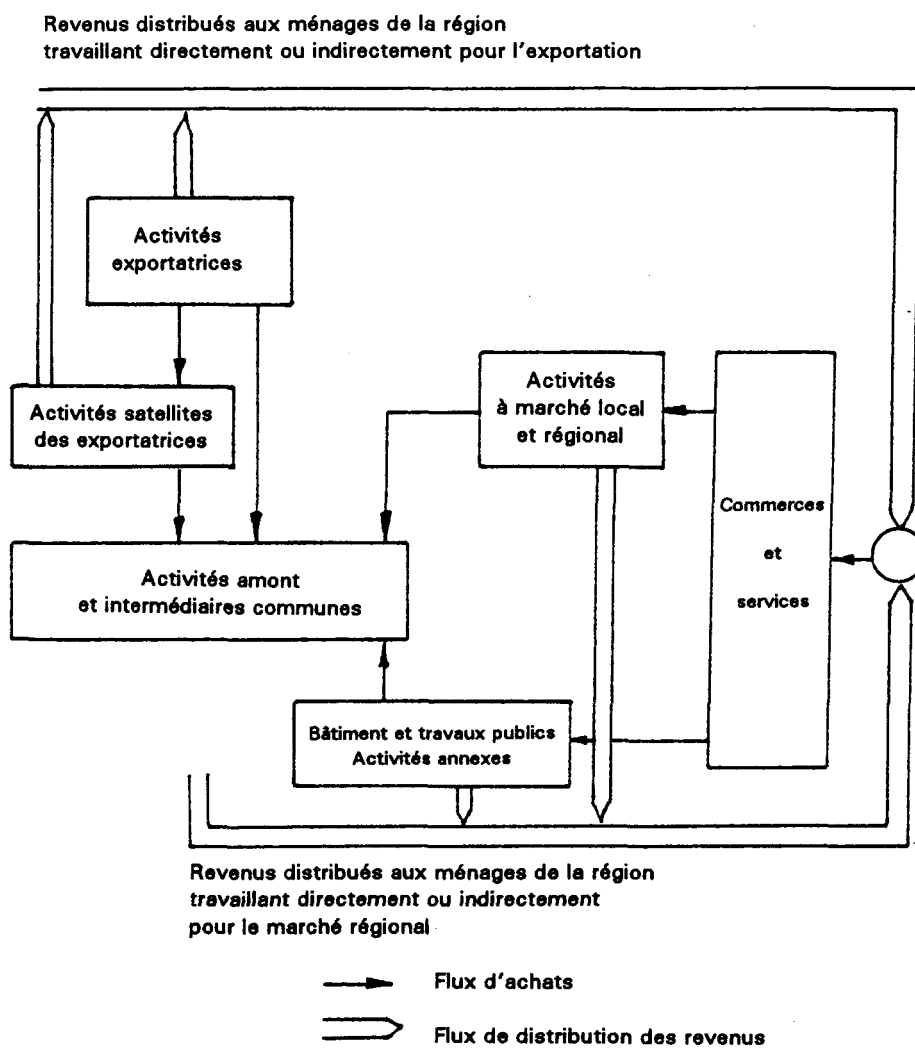 Revenus distribués aux ménages de la région
travaillant directement ou indirectement pour l'exportation
Activités
exportatrices
Activités satellites
des exportatrices
Activités
à marché local
et régional
Commerces
et
services
Activités amont
et intermédiaires communes
Bâtiment et travaux publics
Activités annexes
Revenus distribués aux ménages de la région
travaillant directement ou indirectement
pour le marché régional
Flux d'achats
Flux de distribution des revenus